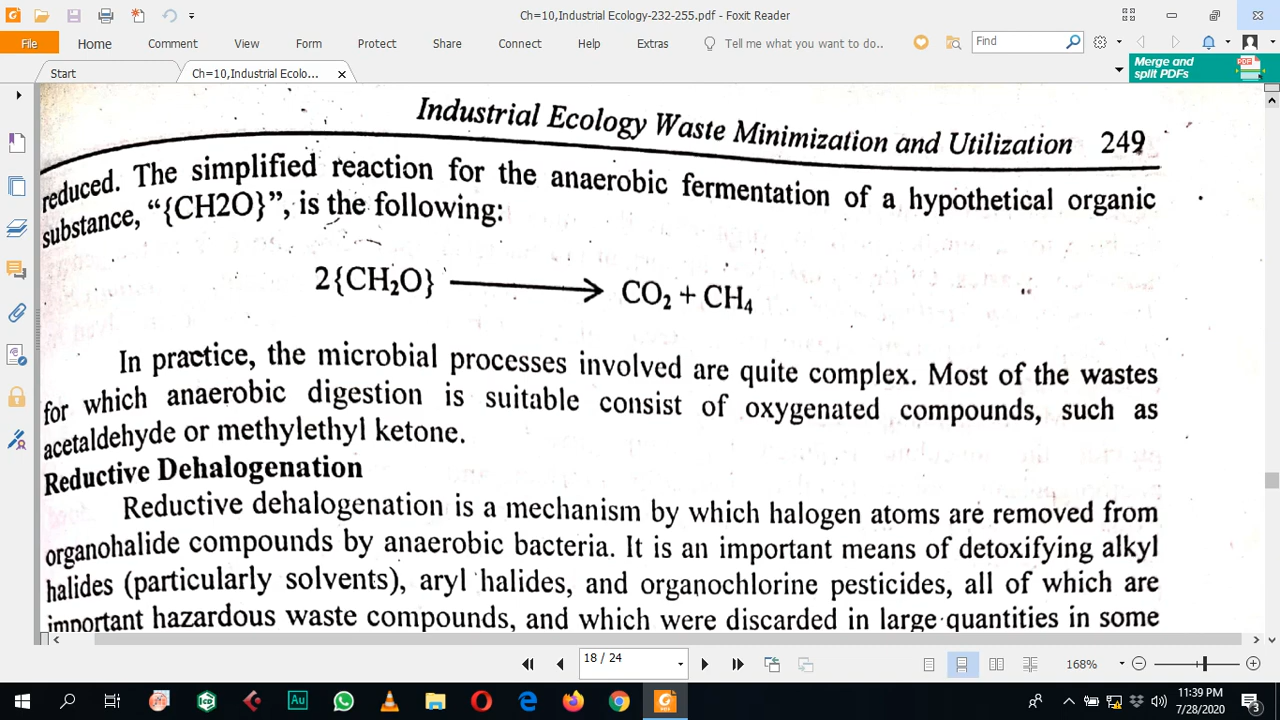 Ch=10,Industrial Ecology-232-255.pdf - Foxit Reader
File Home Comment View Form Protect Share Connect Help Extras Tell me what you want to do.. Find
Start Ch=10,Industrial Ecolo... Merge and
split PDFs
Industrial Ecology Waste Minimization and Utilization 249
reduced. The simplified reaction for the anaerobic fermentation of a hypothetical organic
substance, “{CH2O}”, is the following:
2{CH₂O} ⟶ CO₂ + CH₄
In practice, the microbial processes involved are quite complex. Most of the wastes
for which anaerobic digestion is suitable consist of oxygenated compounds, such as
acetaldehyde or methylethyl ketone.
Reductive Dehalogenation
Reductive dehalogenation is a mechanism by which halogen atoms are removed from
organohalide compounds by anaerobic bacteria. It is an important means of detoxifying alkyl
halides (particularly solvents), aryl halides, and organochlorine pesticides, all of which are
important hazardous waste compounds, and which were discarded in large quantities in some
18 / 24 168%
11:39 PM
7/28/2020